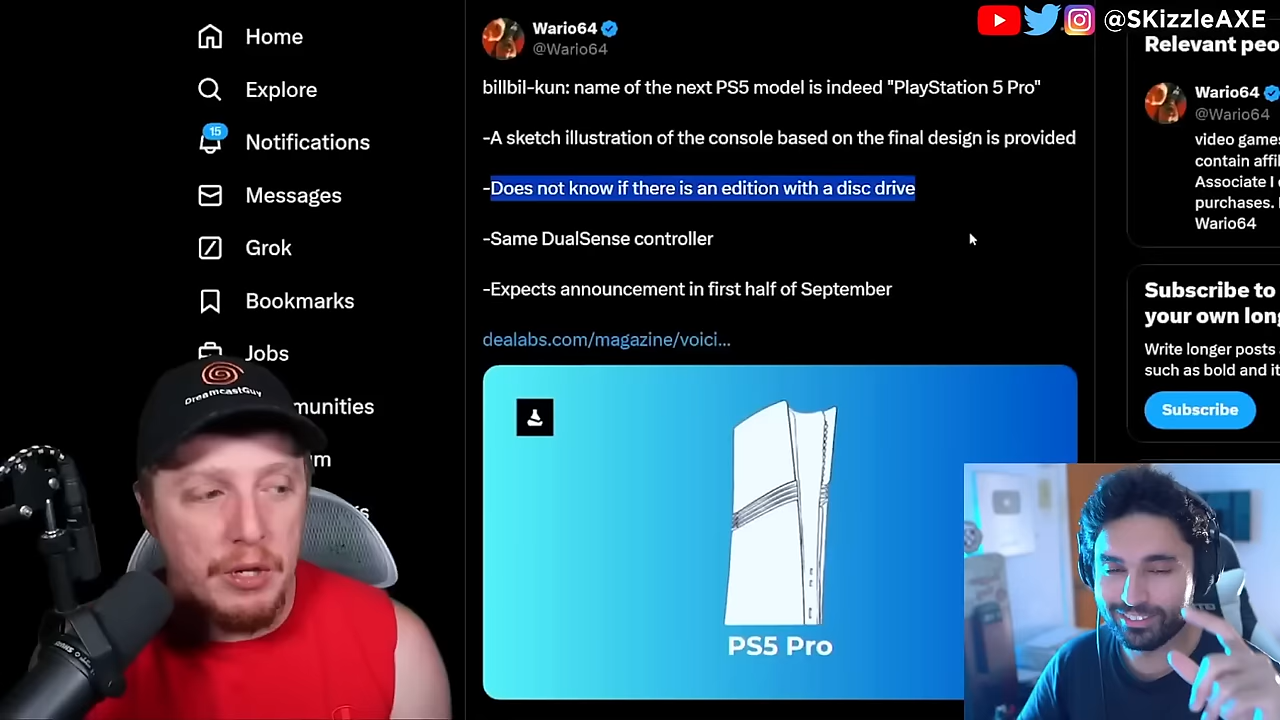 @SKizzleAXE
Home
Explore
15
Notifications
Messages
Grok
Bookmarks
Jobs
munities
Wario64
@Wario64
billbil-kun: name of the next PS5 model is indeed "PlayStation 5 Pro"
-A sketch illustration of the console based on the final design is provided
-Does not know if there is an edition with a disc drive
-Same DualSense controller
-Expects announcement in first half of September
dealabs.com/magazine/voici...
PS5 Pro
Relevant peo
Wario64
@Wario64
video games
contain affil
Associate I e
purchases.
Wario64
Subscribe to
your own long
Write longer posts
such as bold and it
Subscribe
DreamcastGuy